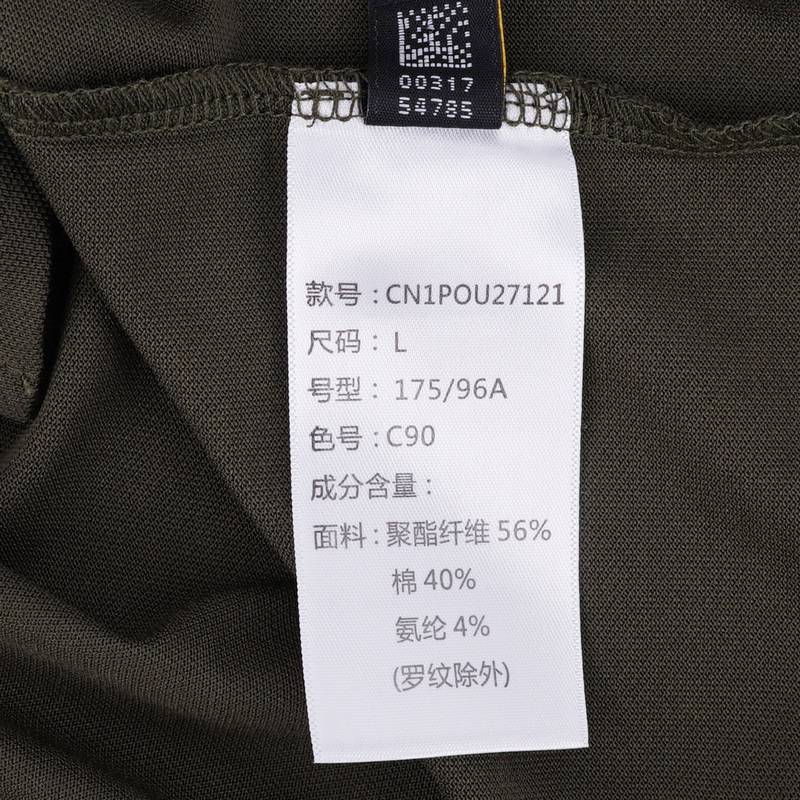 00317
54785
款号:CN1POU27121
尺码: L
号型: 175/96A
色号:C90
成分含量:
面料:聚酯纤维 56%
棉 40%
氨纶 4%
(罗纹除外)